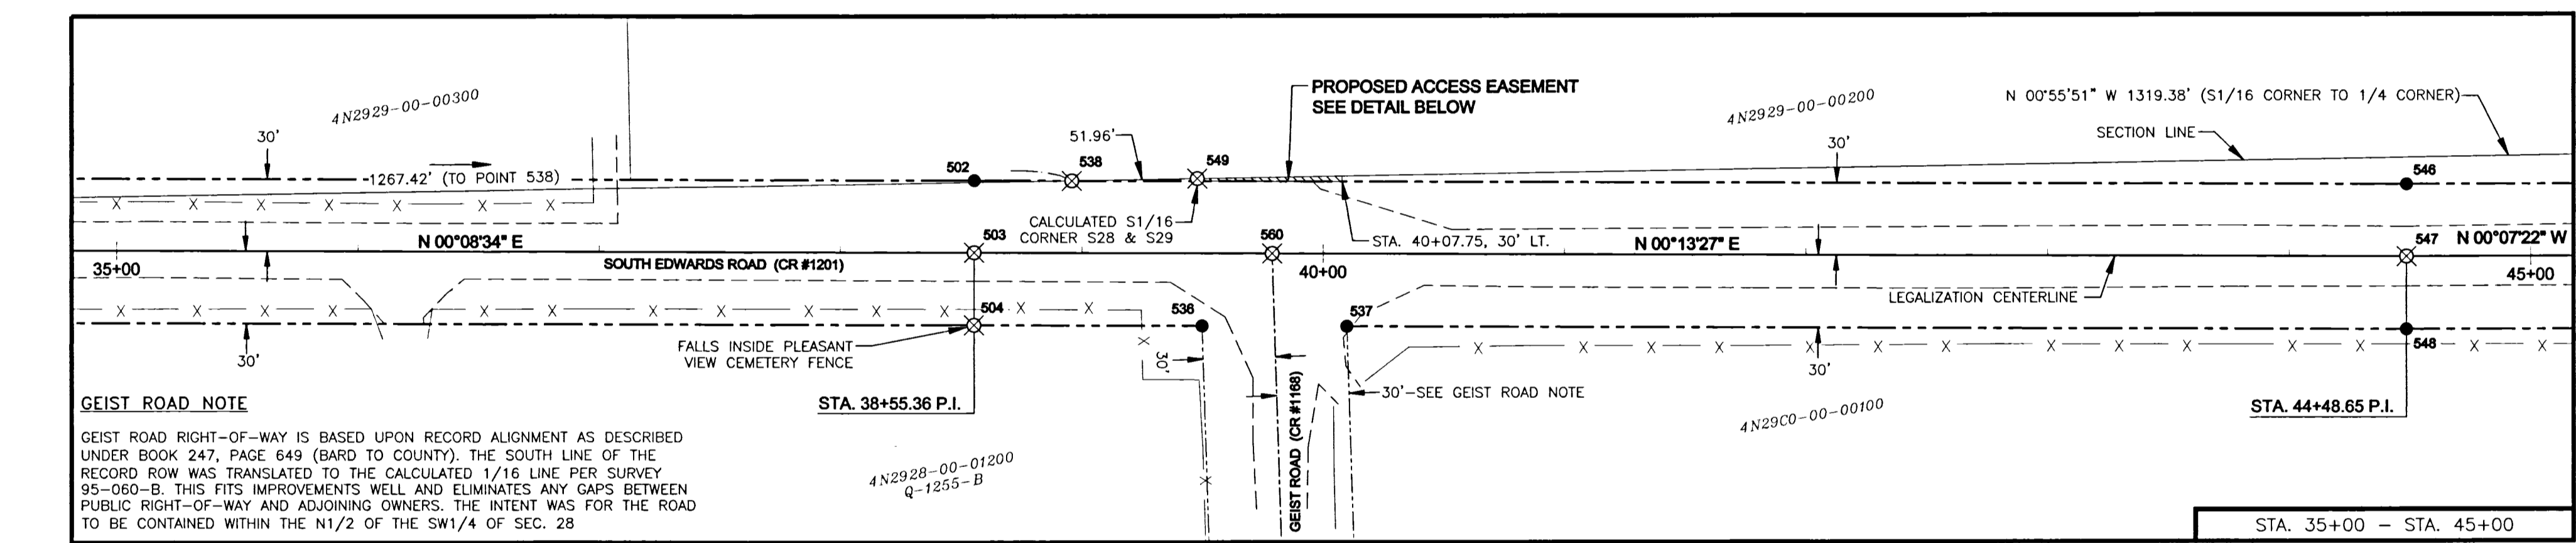 4N2929-00-00300
30'
1267.42' (TO POINT 538)
502
538
51.96'
549
PROPOSED ACCESS EASEMENT
SEE DETAIL BELOW
4N2929-00-00200
30'
N 00°55'51" W 1319.38' (S1/16 CORNER TO 1/4 CORNER)
SECTION LINE
546
CALCULATED S1/16
CORNER S28 & S29
STA. 40+07.75, 30' LT.
N 00°08'34" E
503
560
N 00°13'27" E
547
N 00°07'22" W
35+00
SOUTH EDWARDS ROAD (CR #1201)
40+00
45+00
LEGALIZATION CENTERLINE
X X X X X X X
X X X X X X X X X X X X X
504
536
537
548
FALLS INSIDE PLEASANT
VIEW CEMETERY FENCE
30'
30'
30'
30'-SEE GEIST ROAD NOTE
GEIST ROAD (CR #1168)
STA. 38+55.36 P.I.
STA. 44+48.65 P.I.
4N29C0-00-00100
4N2928-00-01200
Q-1255-B
GEIST ROAD NOTE
GEIST ROAD RIGHT-OF-WAY IS BASED UPON RECORD ALIGNMENT AS DESCRIBED
UNDER BOOK 247, PAGE 649 (BARD TO COUNTY). THE SOUTH LINE OF THE
RECORD ROW WAS TRANSLATED TO THE CALCULATED 1/16 LINE PER SURVEY
95-060-B. THIS FITS IMPROVEMENTS WELL AND ELIMINATES ANY GAPS BETWEEN
PUBLIC RIGHT-OF-WAY AND ADJOINING OWNERS. THE INTENT WAS FOR THE ROAD
TO BE CONTAINED WITHIN THE N1/2 OF THE SW1/4 OF SEC. 28
STA. 35+00 - STA. 45+00